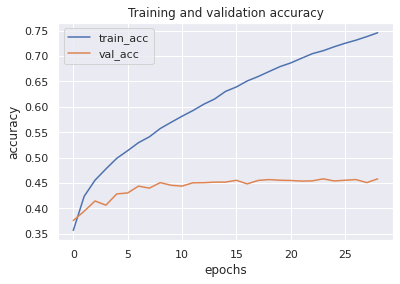 Training and validation accuracy
train_acc
val_acc
accuracy
0.75
0.70
0.65
0.60
0.55
0.50
0.45
0.40
0.35
0 5 10 15 20 25
epochs